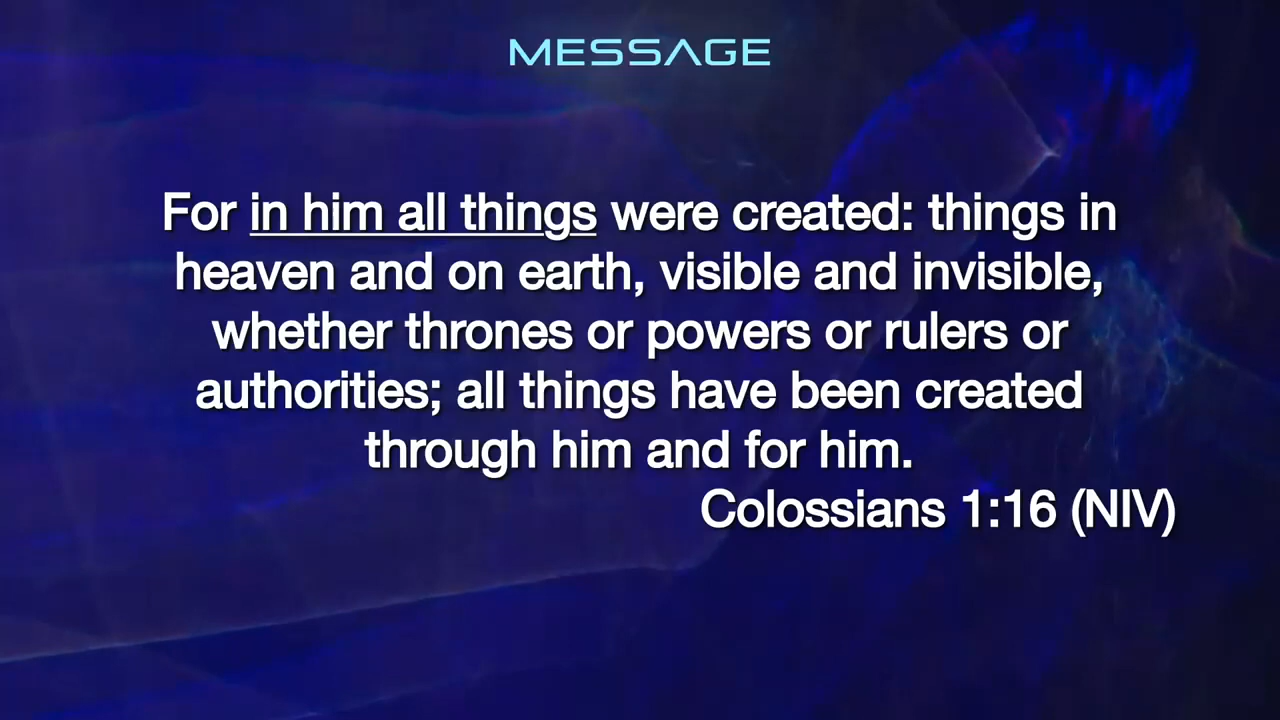 MESSAGE
For in him all things were created: things in
heaven and on earth, visible and invisible,
whether thrones or powers or rulers or
authorities; all things have been created
through him and for him.
Colossians 1:16 (NIV)